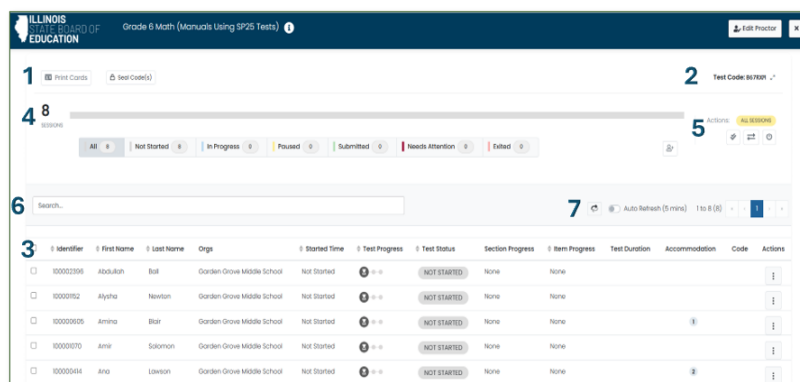 ILLINOIS
STATE BOARD OF
EDUCATION
Grade 6 Math (Manuals Using SP25 Tests)
Edit Proctor
1 Print Cards Seal Code(s)
2 Test Code:
4 8
SESSIONS
5 Actions: ALL SESSIONS
All 8 Not Started 8 In Progress 0 Paused 0 Submitted 0 Needs Attention 0 Exited 0
6 Search...
7 Auto Refresh (5 mins) 1 to 8 (8) 1
3 Identifier First Name Last Name Orgs Started Time Test Progress Test Status Section Progress Item Progress Test Duration Accommodation Code Actions
100002396 Abdullah Ball Garden Grove Middle School Not Started NOT STARTED None None
100001152 Alysha Newton Garden Grove Middle School Not Started NOT STARTED None None
100000605 Amina Blair Garden Grove Middle School Not Started NOT STARTED None None 1
100001070 Amir Solomon Garden Grove Middle School Not Started NOT STARTED None None
100000414 Ana Lawson Garden Grove Middle School Not Started NOT STARTED None None 2